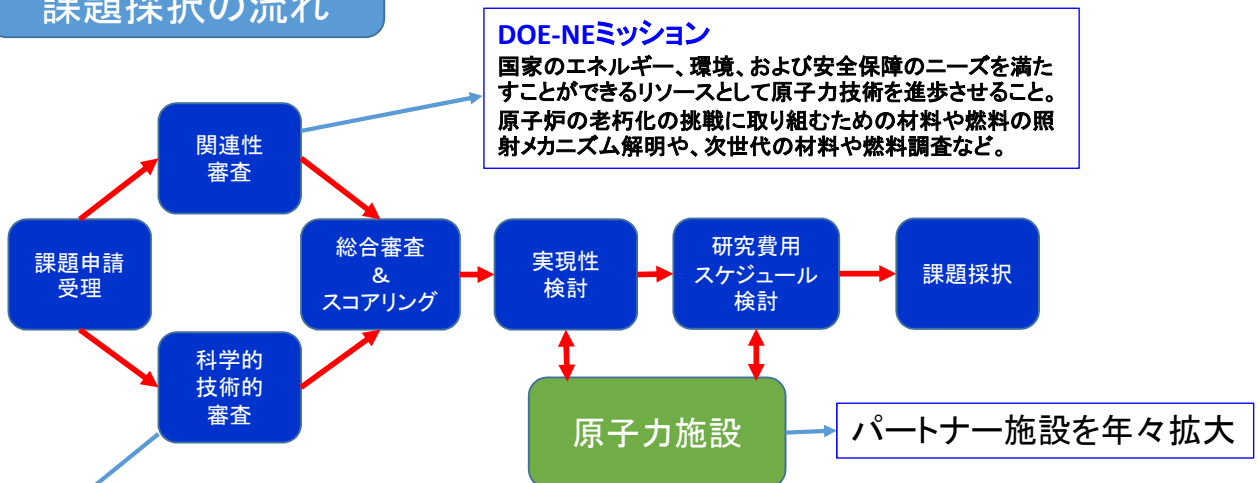 課題採択の流れ
DOE-NEミッション
国家のエネルギー、環境、および安全保障のニーズを満た
すことができるリソースとして原子力技術を進歩させること。
原子炉の老朽化の挑戦に取り組むための材料や燃料の照
射メカニズム解明や、次世代の材料や燃料調査など。
関連性
審査
課題申請
受理
総合審査
&
スコアリング
実現性
検討
研究費用
スケジュール
検討
課題採択
科学的
技術的
審査
原子力施設
パートナー施設を年々拡大